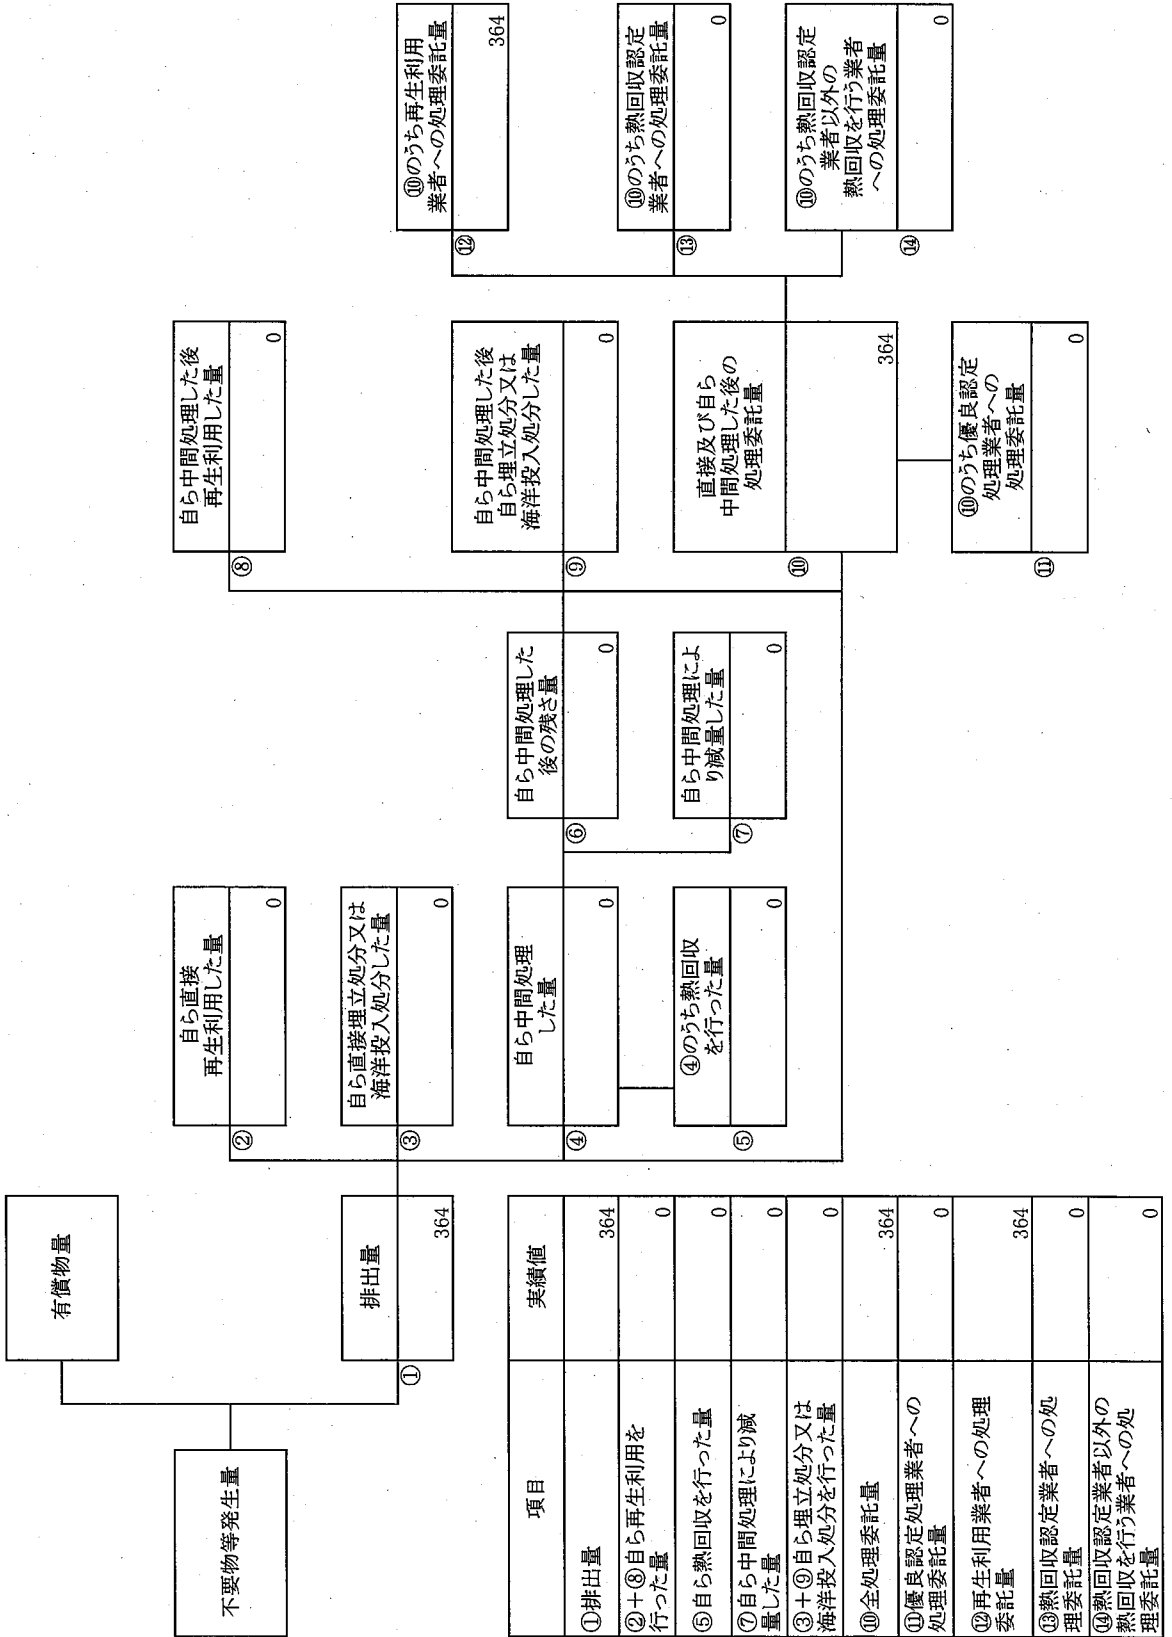 不要物等発生量
有償物量
排出量
①
364
自ら直接
再生利用した量
②
0
自ら直接埋立処分又は
海洋投入処分した量
③
0
自ら中間処理
した量
④
0
④のうち熱回収
を行った量
⑤
0
自ら中間処理した
後の残さ量
⑥
0
自ら中間処理によ
り減量した量
⑦
0
自ら中間処理した後
再生利用した量
⑧
0
自ら中間処理した後
自ら埋立処分又は
海洋投入処分した量
⑨
0
直接及び自ら
中間処理した後の
処理委託量
⑩
364
⑩のうち優良認定
処理業者への
処理委託量
⑪
0
⑩のうち再生利用
業者への処理委託量
⑫
364
⑩のうち熱回収認定
業者への処理委託量
⑬
0
⑩のうち熱回収認定
業者以外の
熱回収を行う業者
への処理委託量
⑭
0
項目 実績値
①排出量 364
②+⑧自ら再生利用を
行った量 0
⑤自ら熱回収を行った量 0
⑦自ら中間処理により減
量した量 0
③+⑨自ら埋立処分又は
海洋投入処分を行った量 0
⑩全処理委託量 364
⑪優良認定処理業者への
処理委託量 0
⑫再生利用業者への処理
委託量 364
⑬熱回収認定業者への処
理委託量 0
⑭熱回収認定業者以外の
熱回収を行う業者への処
理委託量 0